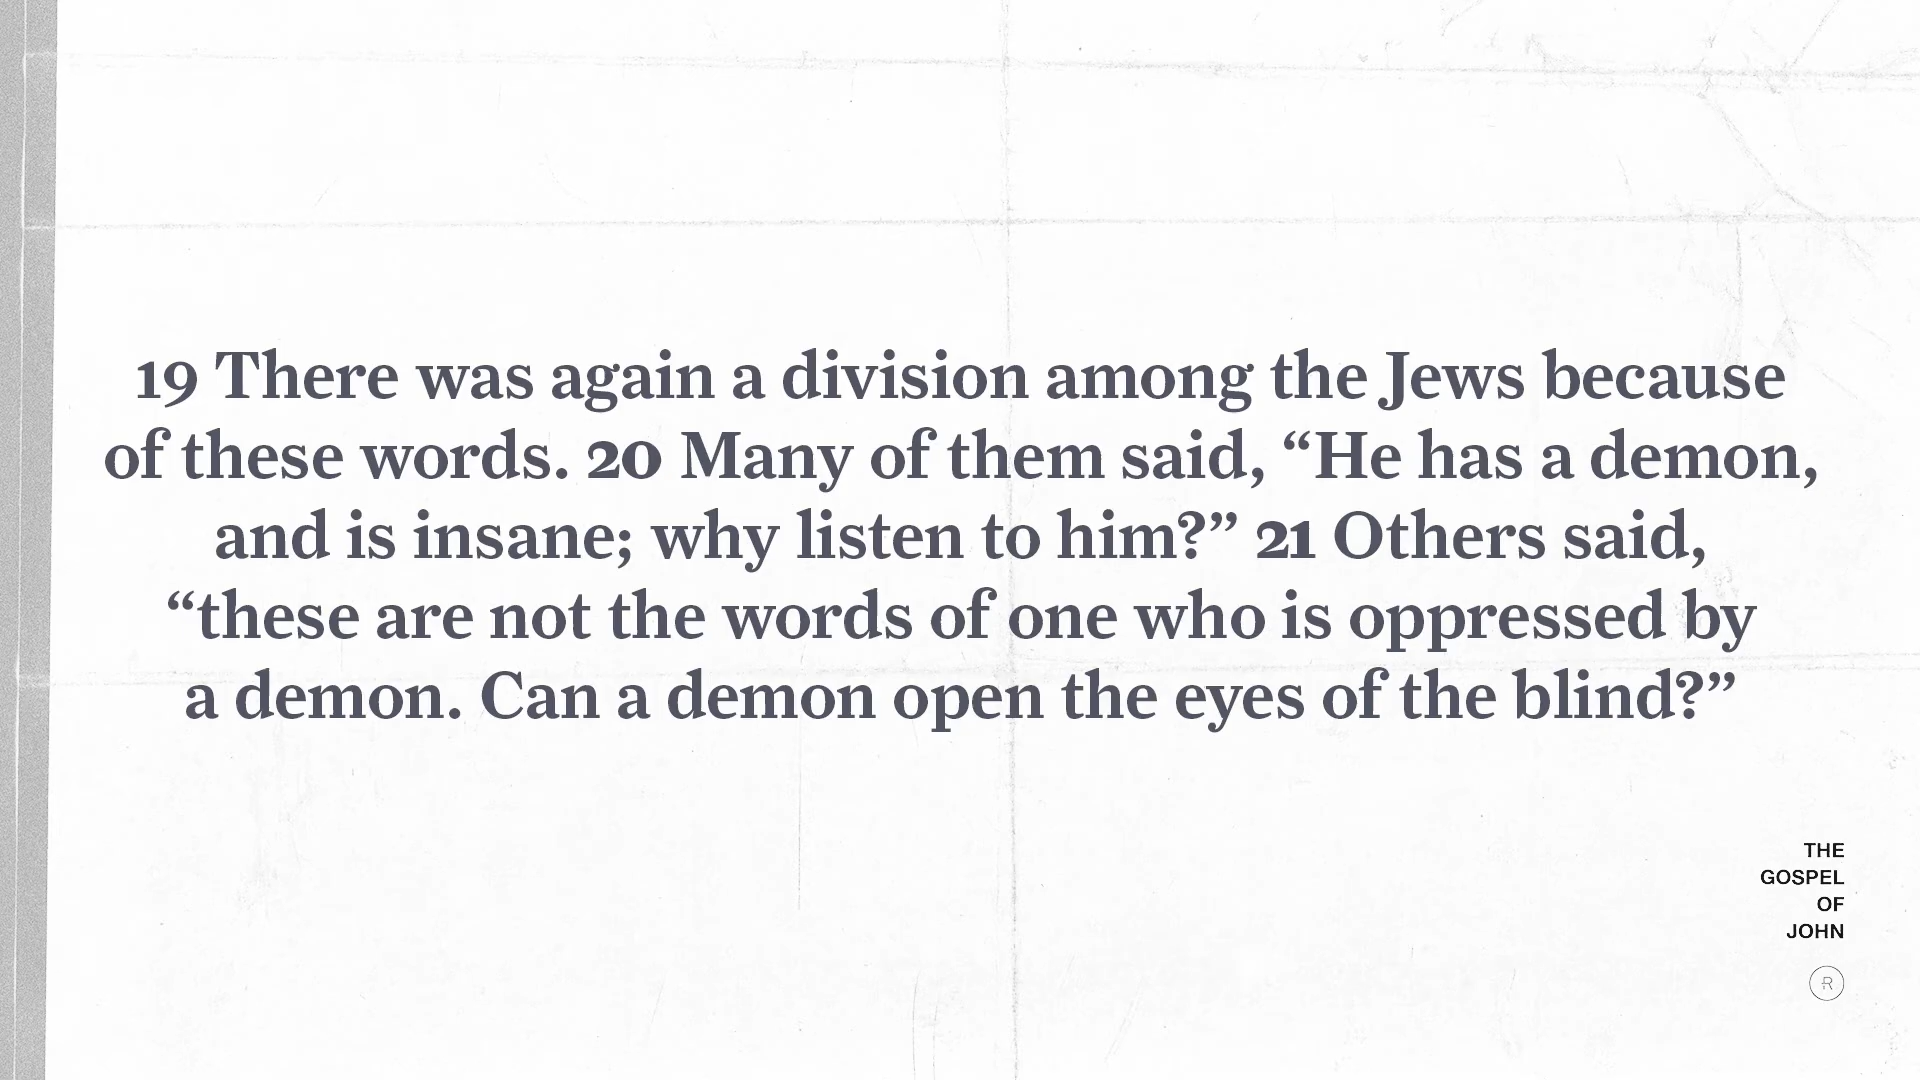 19 There was again a division among the Jews because
of these words. 20 Many of them said, “He has a demon,
and is insane; why listen to him?” 21 Others said,
“these are not the words of one who is oppressed by
a demon. Can a demon open the eyes of the blind?”
THE
GOSPEL
OF
JOHN
R